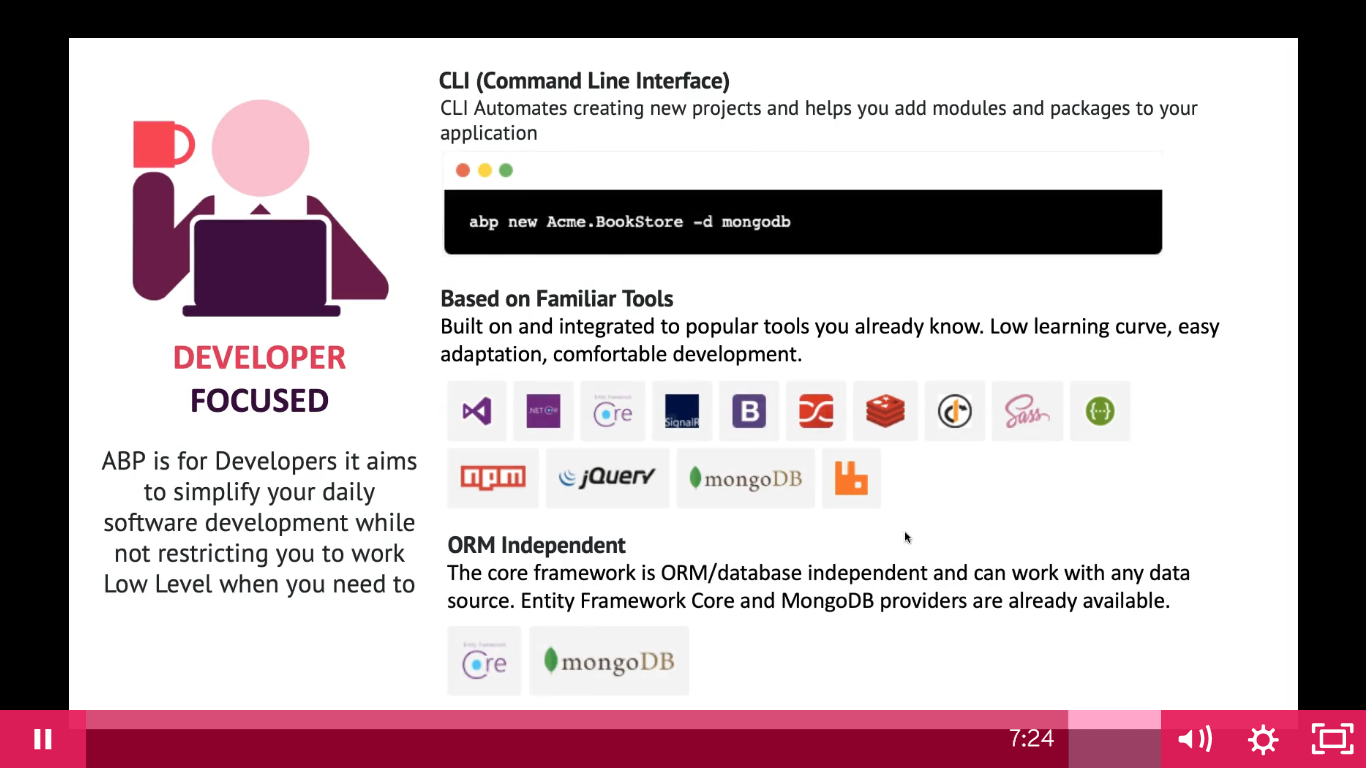 CLI (Command Line Interface)
CLI Automates creating new projects and helps you add modules and packages to your
application
abp new Acme.BookStore -d mongodb
Based on Familiar Tools
Built on and integrated to popular tools you already know. Low learning curve, easy
adaptation, comfortable development.
.NET Core
Entity Framework
Core
SignalR
B
Sass
{···}
npm
jQuery
mongoDB
ORM Independent
The core framework is ORM/database independent and can work with any data
source. Entity Framework Core and MongoDB providers are already available.
Entity Framework
Core
mongoDB
DEVELOPER
FOCUSED
ABP is for Developers it aims
to simplify your daily
software development while
not restricting you to work
Low Level when you need to
7:24